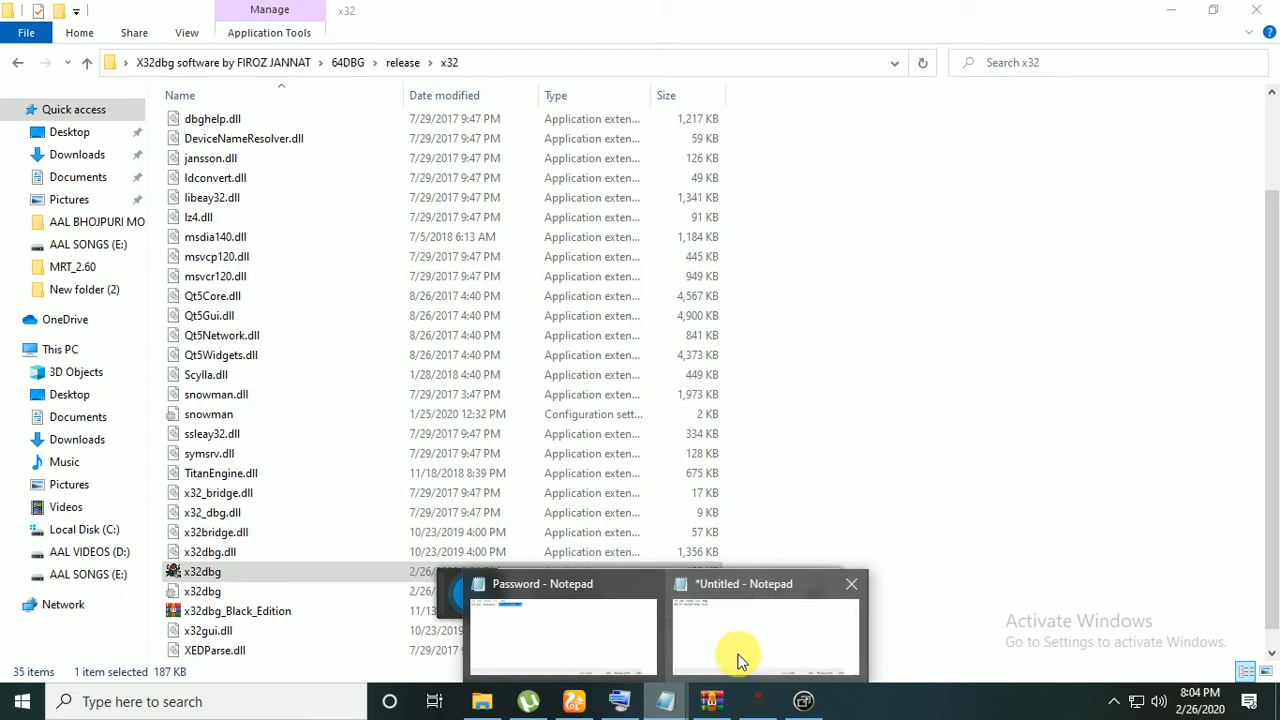 Manage
x32
File
Home
Share
View
Application Tools
X32dbg software by FIROZ JANNAT > 64DBG > release > x32
Search x32
Name
Date modified
Type
Size
Quick access
Desktop
Downloads
Documents
Pictures
AAL BHOJPURI MO
AAL SONGS (E:)
MRT_2.60
New folder (2)
OneDrive
This PC
3D Objects
Desktop
Documents
Downloads
Music
Pictures
Videos
Local Disk (C:)
AAL VIDEOS (D:)
AAL SONGS (E:)
Network
dbghelp.dll 7/29/2017 9:47 PM Application exten... 1,217 KB
DeviceNameResolver.dll 7/29/2017 9:47 PM Application exten... 59 KB
jansson.dll 7/29/2017 9:47 PM Application exten... 126 KB
ldconvert.dll 7/29/2017 9:47 PM Application exten... 49 KB
libeay32.dll 7/29/2017 9:47 PM Application exten... 1,341 KB
lz4.dll 7/29/2017 9:47 PM Application exten... 91 KB
msdia140.dll 7/5/2018 6:13 AM Application exten... 1,184 KB
msvcp120.dll 7/29/2017 9:47 PM Application exten... 445 KB
msvcr120.dll 7/29/2017 9:47 PM Application exten... 949 KB
Qt5Core.dll 8/26/2017 4:40 PM Application exten... 4,567 KB
Qt5Gui.dll 8/26/2017 4:40 PM Application exten... 4,900 KB
Qt5Network.dll 8/26/2017 4:40 PM Application exten... 841 KB
Qt5Widgets.dll 8/26/2017 4:40 PM Application exten... 4,373 KB
Scylla.dll 1/28/2018 4:40 PM Application exten... 449 KB
snowman.dll 7/29/2017 3:47 PM Application exten... 1,973 KB
snowman 1/25/2020 12:32 PM Configuration sett... 2 KB
ssleay32.dll 7/29/2017 9:47 PM Application exten... 334 KB
symsrv.dll 7/29/2017 9:47 PM Application exten... 128 KB
TitanEngine.dll 11/18/2018 8:39 PM Application exten... 675 KB
x32_bridge.dll 7/29/2017 9:47 PM Application exten... 17 KB
x32_dbg.dll 7/29/2017 9:47 PM Application exten... 9 KB
x32bridge.dll 10/23/2019 4:00 PM Application exten... 57 KB
x32dbg.dll 10/23/2019 4:00 PM Application exten... 1,356 KB
x32dbg 2/26/20
x32dbg 7/29/20
x32dbg_Black_Edition 11/13
x32gui.dll 10/23/20
XEDParse.dll 7/29/20
Password - Notepad
*Untitled - Notepad
Activate Windows
Go to Settings to activate Windows.
35 items 1 item selected 187 KB
Type here to search
8:04 PM
2/26/2020